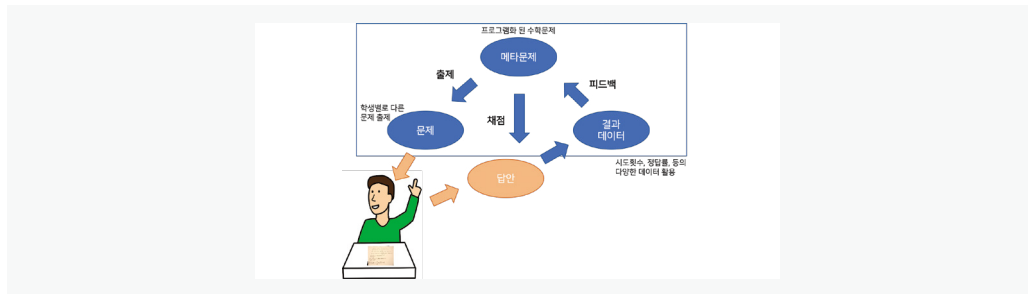 프로그램화 된 수학문제
메타문제
출제
피드백
학생별로 다른
문제 출제
채점
문제
결과
데이터
시도횟수, 정답률, 등의
다양한 데이터 활용
답안